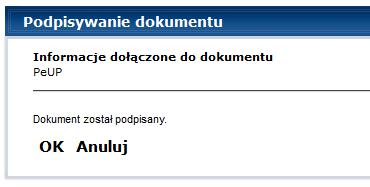 Podpisywanie dokumentu
Informacje dołączone do dokumentu
PeUP
Dokument został podpisany.
OK Anuluj